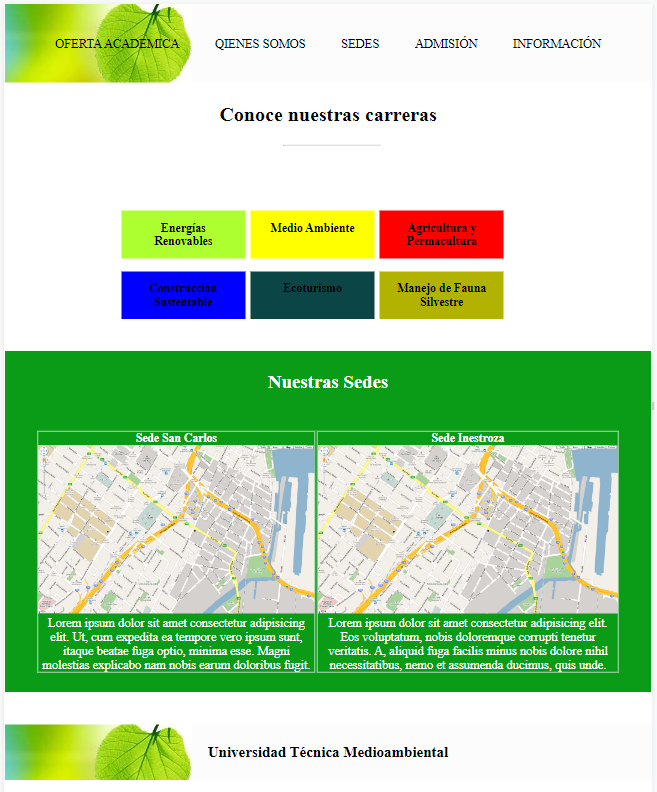 OFERTA ACADEMICA QIENES SOMOS SEDES ADMISIÓN INFORMACIÓN
Conoce nuestras carreras
Energías
Renovables
Medio Ambiente
Agricultura y
Permacultura
Construcción
Sustentable
Ecoturismo
Manejo de Fauna
Silvestre
Nuestras Sedes
Sede San Carlos
Lorem ipsum dolor sit amet consectetur adipisicing
elit. Ut, cum expedita ea tempore vero ipsum sunt,
itaque beatae fuga optio, minima esse. Magni
molestias explicabo nam nobis earum doloribus fugit.
Sede Inestroza
Lorem ipsum dolor sit amet consectetur adipisicing elit.
Eos voluptatum, nobis doloremque corrupti tenetur
veritatis. A, aliquid fuga facilis minus nobis dolore nihil
necessitatibus, nemo et assumenda ducimus, quis unde.
Universidad Técnica Medioambiental